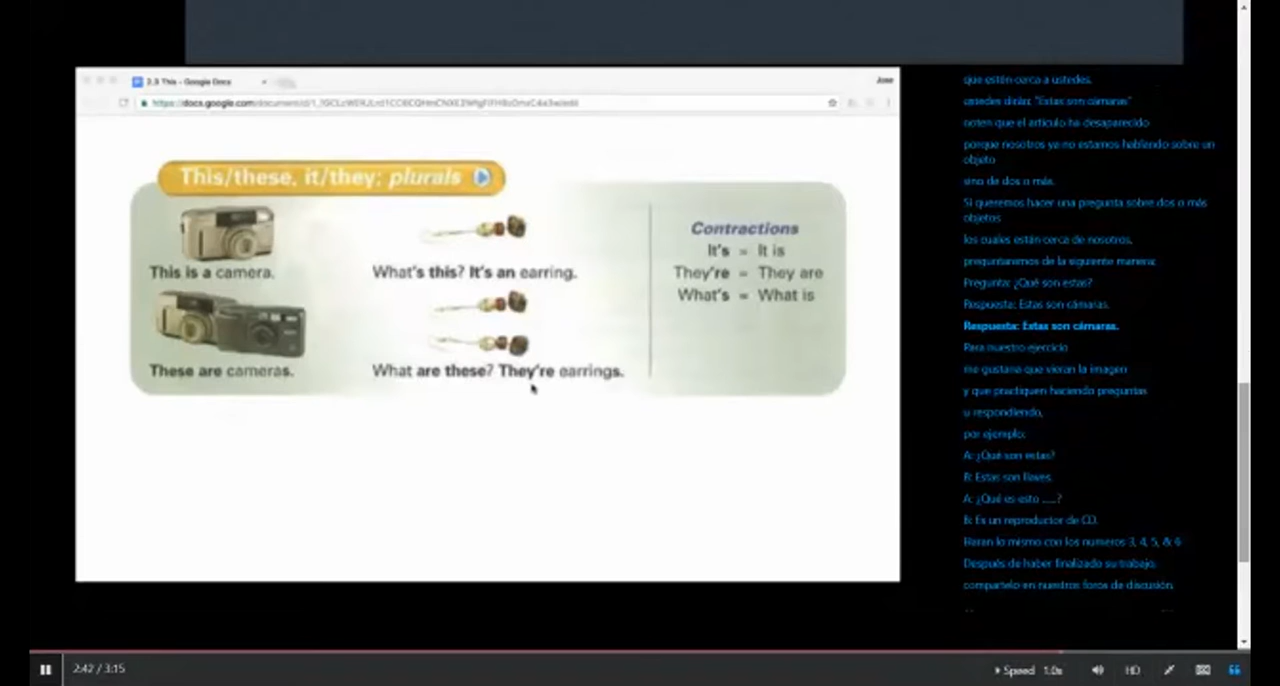 2.3 This - Google Docs
Jose
This/these, it/they; plurals
This is a camera.
What's this? It's an earring.
These are cameras.
What are these? They're earrings.
Contractions
It's = It is
They're = They are
What's = What is
que están cerca a ustedes.
ustedes dirán: "Estas son cámaras"
noten que el artículo ha desaparecido
porque nosotros ya no estamos hablando sobre un
objeto
sino de dos o más.
Si queremos hacer una pregunta sobre dos o más
objetos
los cuales están cerca de nosotros,
preguntaremos de la siguiente manera:
Pregunta: ¿Qué son estas?
Respuesta: Estas son cámaras.
Respuesta: Estas son cámaras.
Para nuestro ejercicio
me gustaría que vieran la imagen
y que practiquen haciendo preguntas
y respondiendo,
por ejemplo:
A: ¿Qué son estas?
B: Estas son llaves.
A: ¿Qué es esto .....?
B: Es un reproductor de CD.
Haran lo mismo con los numeros 3, 4, 5, & 6
Después de haber finalizado su trabajo,
compartelo en nuestros foros de discusión.
2:42 / 3:15
Speed 1.0x
HD